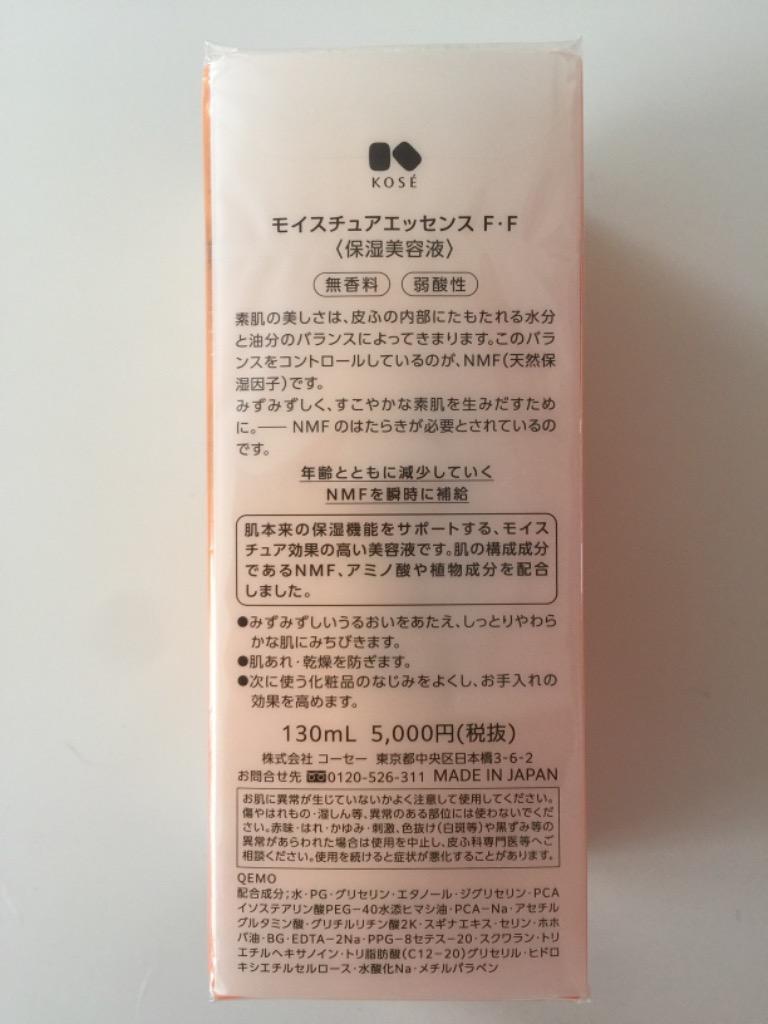 KOSÉ
モイスチュアエッセンス F・F
〈保湿美容液〉
無香料 弱酸性
素肌の美しさは、皮ふの内部にたもたれる水分
と油分のバランスによってきまります。このバラ
ンスをコントロールしているのが、NMF(天然保
湿因子)です。
みずみずしく、すこやかな素肌を生みだすため
に。── NMF のはたらきが必要とされているの
です。
年齢とともに減少していく
NMFを瞬時に補給
肌本来の保湿機能をサポートする、モイス
チュア効果の高い美容液です。肌の構成成分
であるNMF、アミノ酸や植物成分を配合
しました。
●みずみずしいうるおいをあたえ、しっとりやわら
かな肌にみちびきます。
●肌あれ・乾燥を防ぎます。
●次に使う化粧品のなじみをよくし、お手入れの
効果を高めます。
130mL 5,000円(税抜)
株式会社 コーセー 東京都中央区日本橋3-6-2
お問合せ先 0120-526-311 MADE IN JAPAN
お肌に異常が生じていないかよく注意して使用してください。
傷やはれもの・湿しん等、異常のある部位には使わないでくだ
さい。赤味・はれ・かゆみ・刺激、色抜け(白斑等)や黒ずみ等の
異常があらわれた場合は使用を中止し、皮ふ科専門医等へご
相談ください。使用を続けると症状が悪化することがあります。
QEMO
配合成分；水・PG・グリセリン・エタノール・ジグリセリン・PCA
イソステアリン酸PEG−40水添ヒマシ油・PCA−Na・アセチル
グルタミン酸・グリチルリチン酸2K・スギナエキス・セリン・ホホ
バ油・BG・EDTA−2Na・PPG−8セテス−20・スクワラン・トリ
エチルヘキサノイン・トリ脂肪酸(C12−20)グリセリル・ヒドロ
キシエチルセルロース・水酸化Na・メチルパラベン